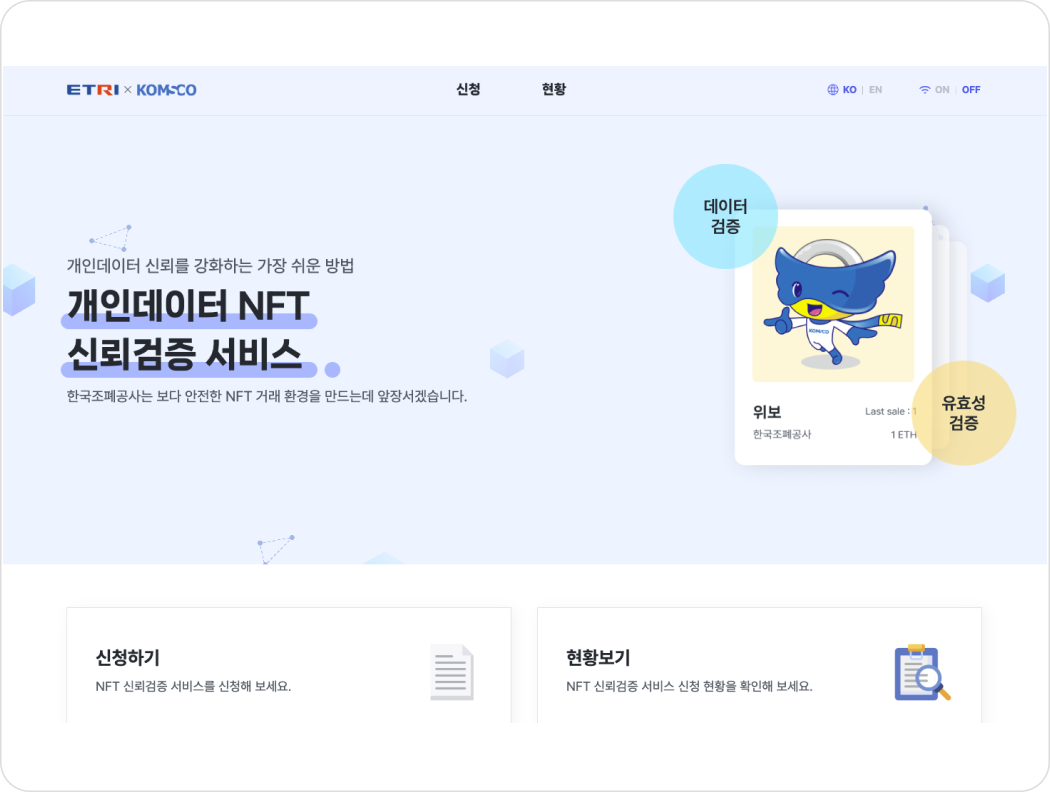 ETRI × KOMSCO
신청
현황
KO | EN
ON | OFF
개인데이터 신뢰를 강화하는 가장 쉬운 방법
개인데이터 NFT
신뢰검증 서비스
한국조폐공사는 보다 안전한 NFT 거래 환경을 만드는데 앞장서겠습니다.
데이터
검증
KOMSCO
위보
Last sale : 1
한국조폐공사
1 ETH
유효성
검증
신청하기
NFT 신뢰검증 서비스를 신청해 보세요.
현황보기
NFT 신뢰검증 서비스 신청 현황을 확인해 보세요.